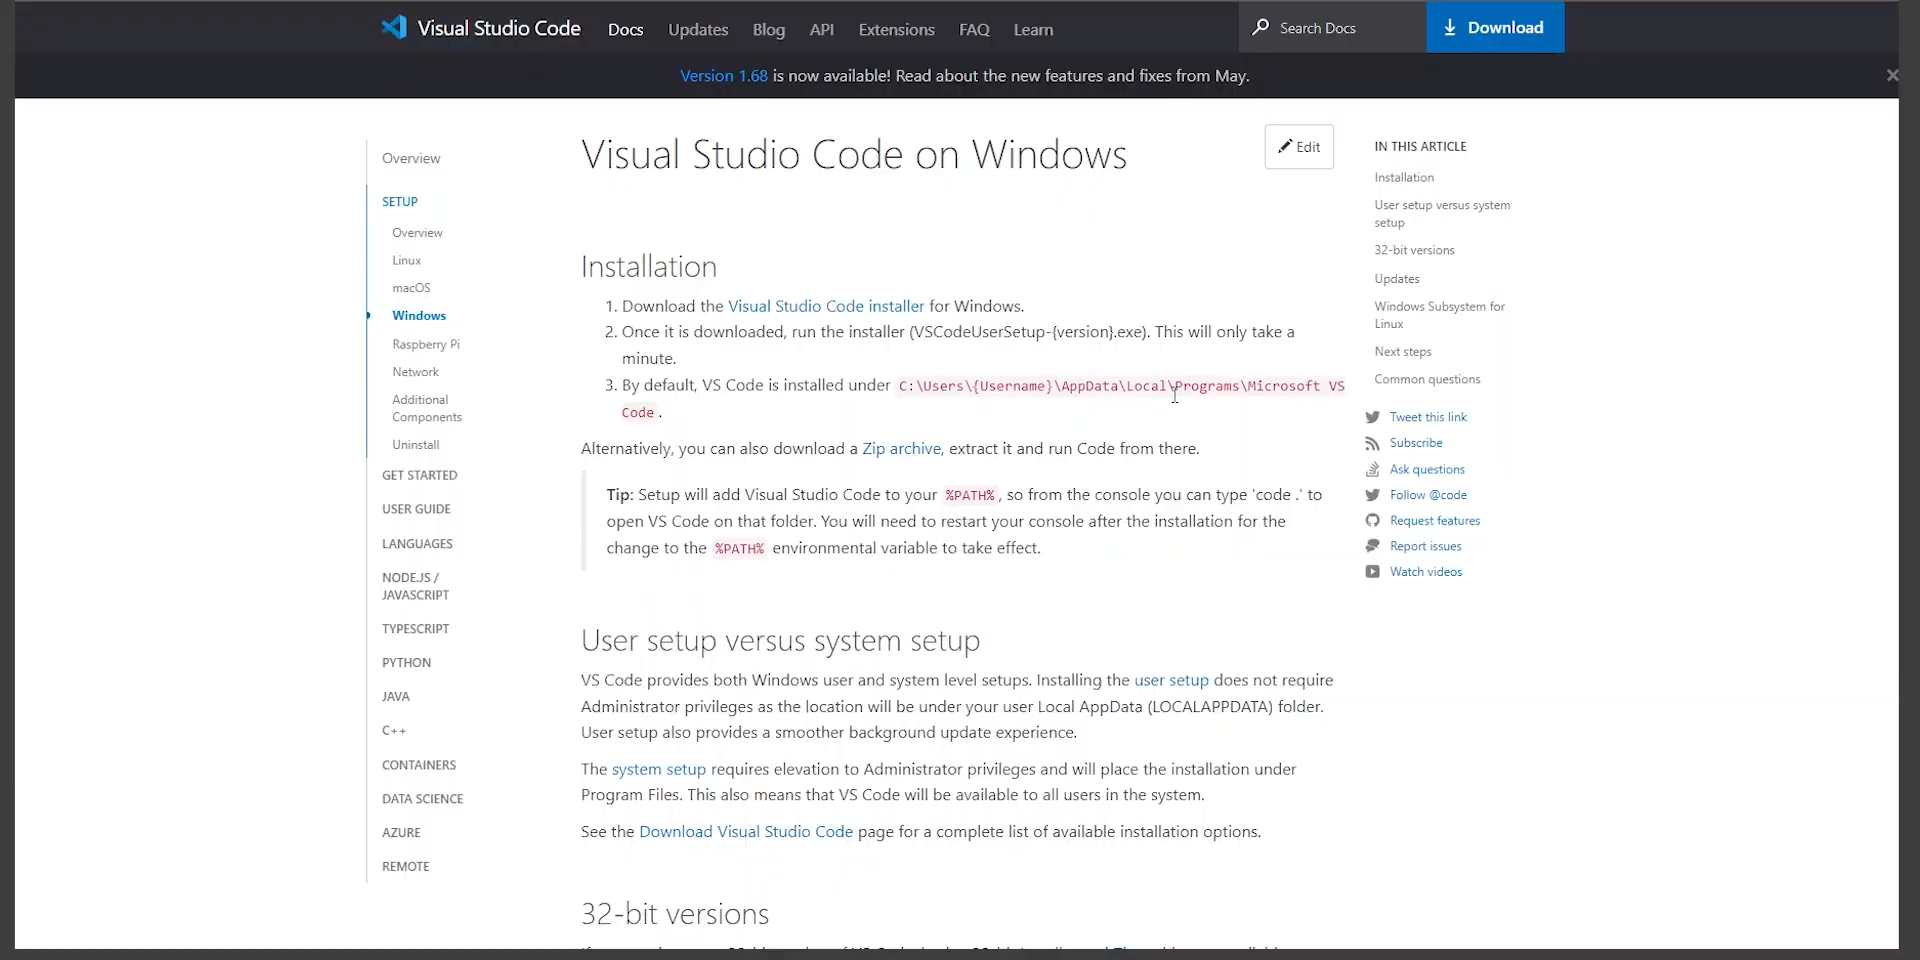 Visual Studio Code Docs Updates Blog API Extensions FAQ Learn Search Docs Download
Version 1.68 is now available! Read about the new features and fixes from May.
Overview
SETUP
Overview
Linux
macOS
Windows
Raspberry Pi
Network
Additional
Components
Uninstall
GET STARTED
USER GUIDE
LANGUAGES
NODE.JS /
JAVASCRIPT
TYPESCRIPT
PYTHON
JAVA
C++
CONTAINERS
DATA SCIENCE
AZURE
REMOTE
Visual Studio Code on Windows
Edit
Installation
1. Download the Visual Studio Code installer for Windows.
2. Once it is downloaded, run the installer (VSCodeUserSetup-{version}.exe). This will only take a
minute.
3. By default, VS Code is installed under C:\Users\{Username}\AppData\Local\Programs\Microsoft VS
Code .
Alternatively, you can also download a Zip archive, extract it and run Code from there.
Tip: Setup will add Visual Studio Code to your %PATH%, so from the console you can type 'code .' to
open VS Code on that folder. You will need to restart your console after the installation for the
change to the %PATH% environmental variable to take effect.
User setup versus system setup
VS Code provides both Windows user and system level setups. Installing the user setup does not require
Administrator privileges as the location will be under your user Local AppData (LOCALAPPDATA) folder.
User setup also provides a smoother background update experience.
The system setup requires elevation to Administrator privileges and will place the installation under
Program Files. This also means that VS Code will be available to all users in the system.
See the Download Visual Studio Code page for a complete list of available installation options.
32-bit versions
IN THIS ARTICLE
Installation
User setup versus system
setup
32-bit versions
Updates
Windows Subsystem for
Linux
Next steps
Common questions
Tweet this link
Subscribe
Ask questions
Follow @code
Request features
Report issues
Watch videos